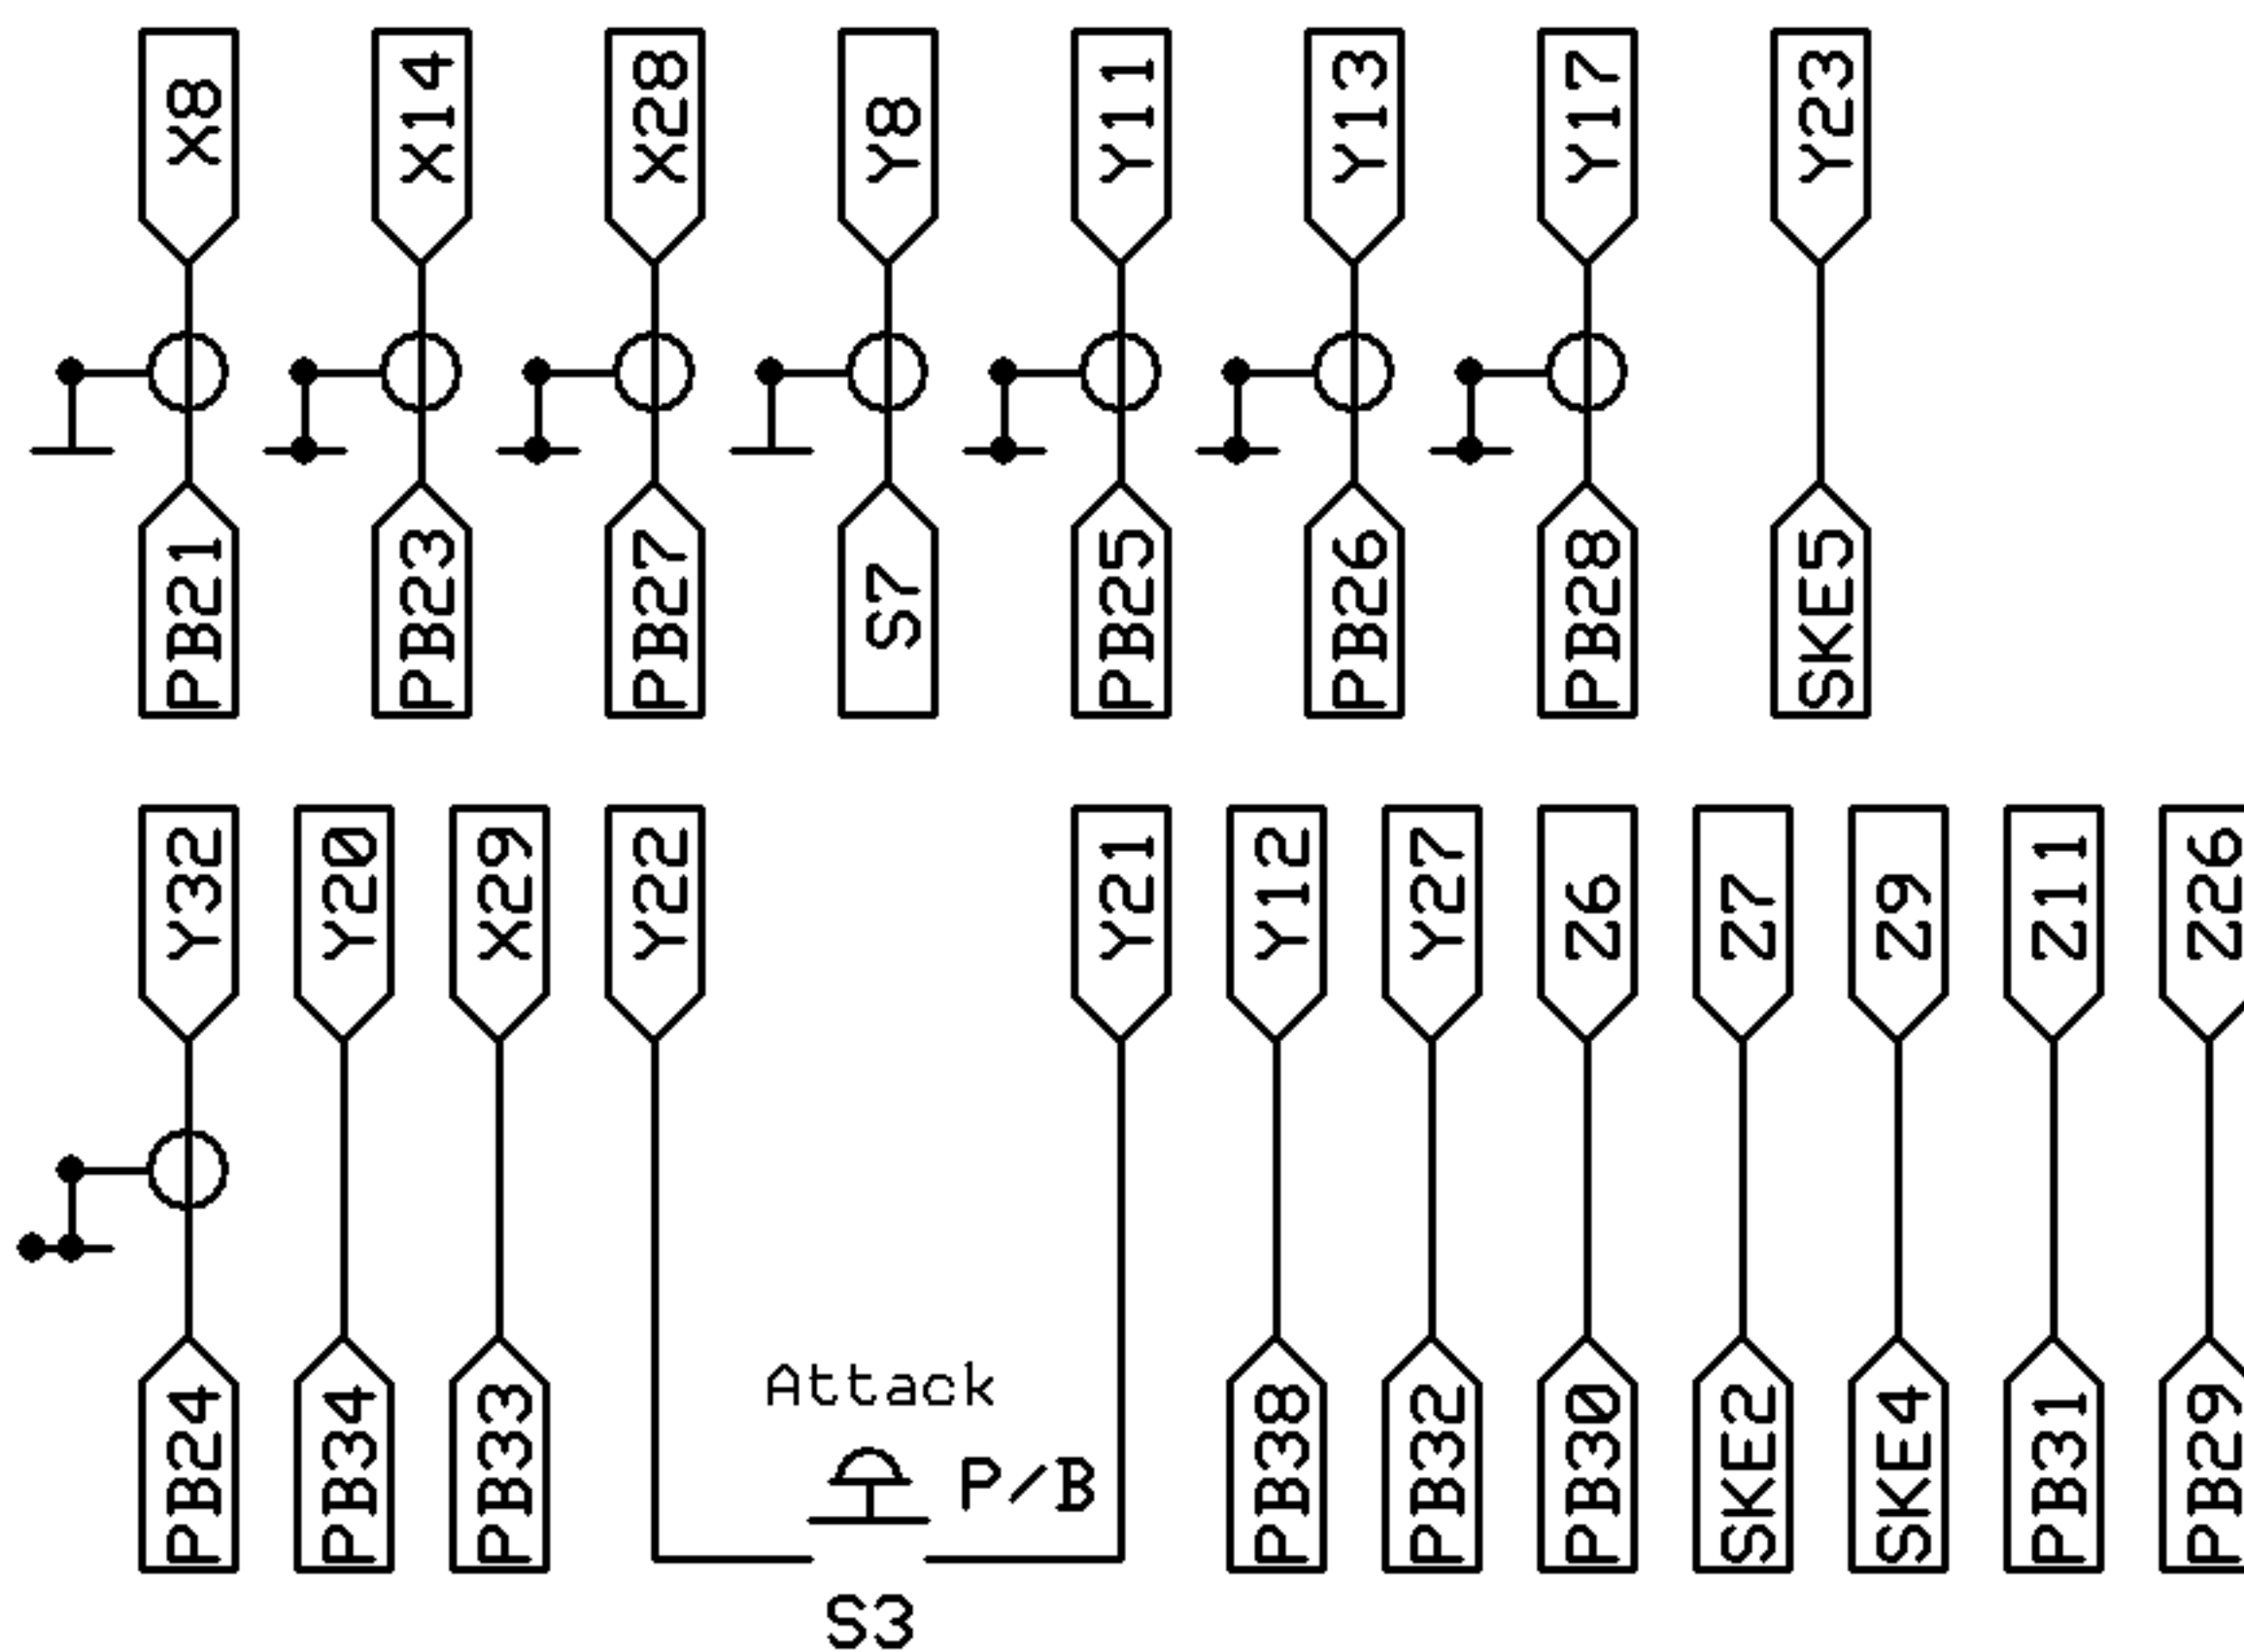 X8 X14 X28 Y8 Y11 Y13 Y17 Y23
PB21 PB23 PB27 S7 PB25 PB26 PB28 SKE5
Y32 Y20 X29 Y22 Y21 Y12 Y27 Z6 Z7 Z9 Z11 Z26
Attack
P/B
PB24 PB34 PB33 PB38 PB32 PB30 SKE2 SKE4 PB31 PB29
S3